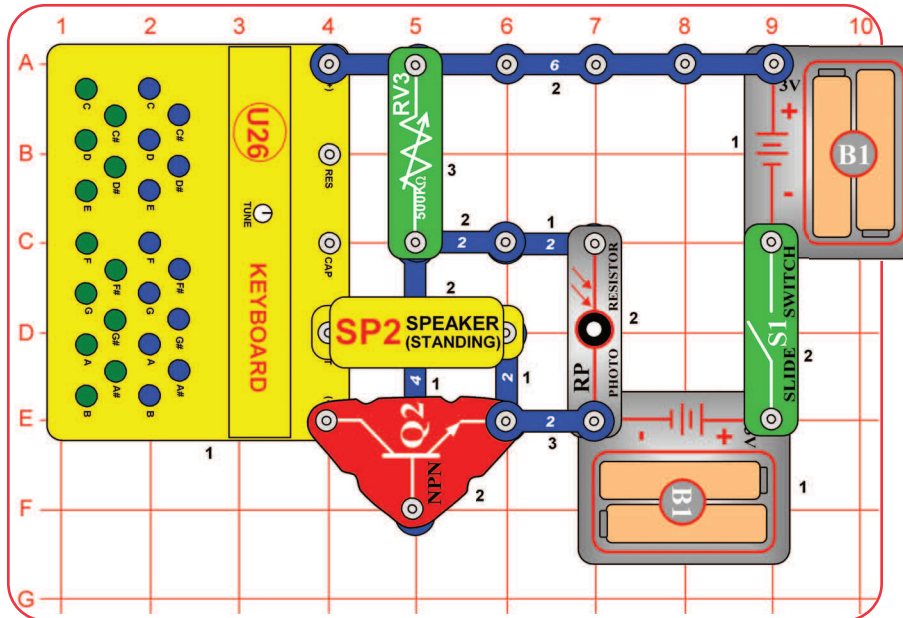 1 2 3 4 5 6 7 8 9 10
A
B
C
D
E
F
G
C
C
C#
C#
D
D
D#
D#
E
E
F
F
F#
F#
G
G
G#
G#
A
A
A#
A#
B
B
U26
TUNE
KEYBOARD
1
)
RES
CAP
T
(
RV3
500KΩ
3
6
2
2
2
1
2
2
4
1
2
1
SP2 SPEAKER
(STANDING)
Q2
NPN
2
2
3
RP
PHOTO RESISTOR
2
3V
+
-
B1
1
S1
SLIDE SWITCH
2
-
+
V
B1
1